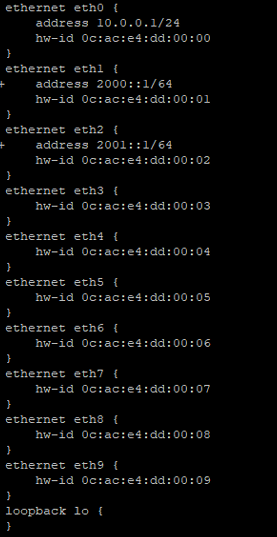 ethernet eth0 {
    address 10.0.0.1/24
    hw-id 0c:ac:e4:dd:00:00
}
ethernet eth1 {
+   address 2000::1/64
    hw-id 0c:ac:e4:dd:00:01
}
ethernet eth2 {
+   address 2001::1/64
    hw-id 0c:ac:e4:dd:00:02
}
ethernet eth3 {
    hw-id 0c:ac:e4:dd:00:03
}
ethernet eth4 {
    hw-id 0c:ac:e4:dd:00:04
}
ethernet eth5 {
    hw-id 0c:ac:e4:dd:00:05
}
ethernet eth6 {
    hw-id 0c:ac:e4:dd:00:06
}
ethernet eth7 {
    hw-id 0c:ac:e4:dd:00:07
}
ethernet eth8 {
    hw-id 0c:ac:e4:dd:00:08
}
ethernet eth9 {
    hw-id 0c:ac:e4:dd:00:09
}
loopback lo {
}